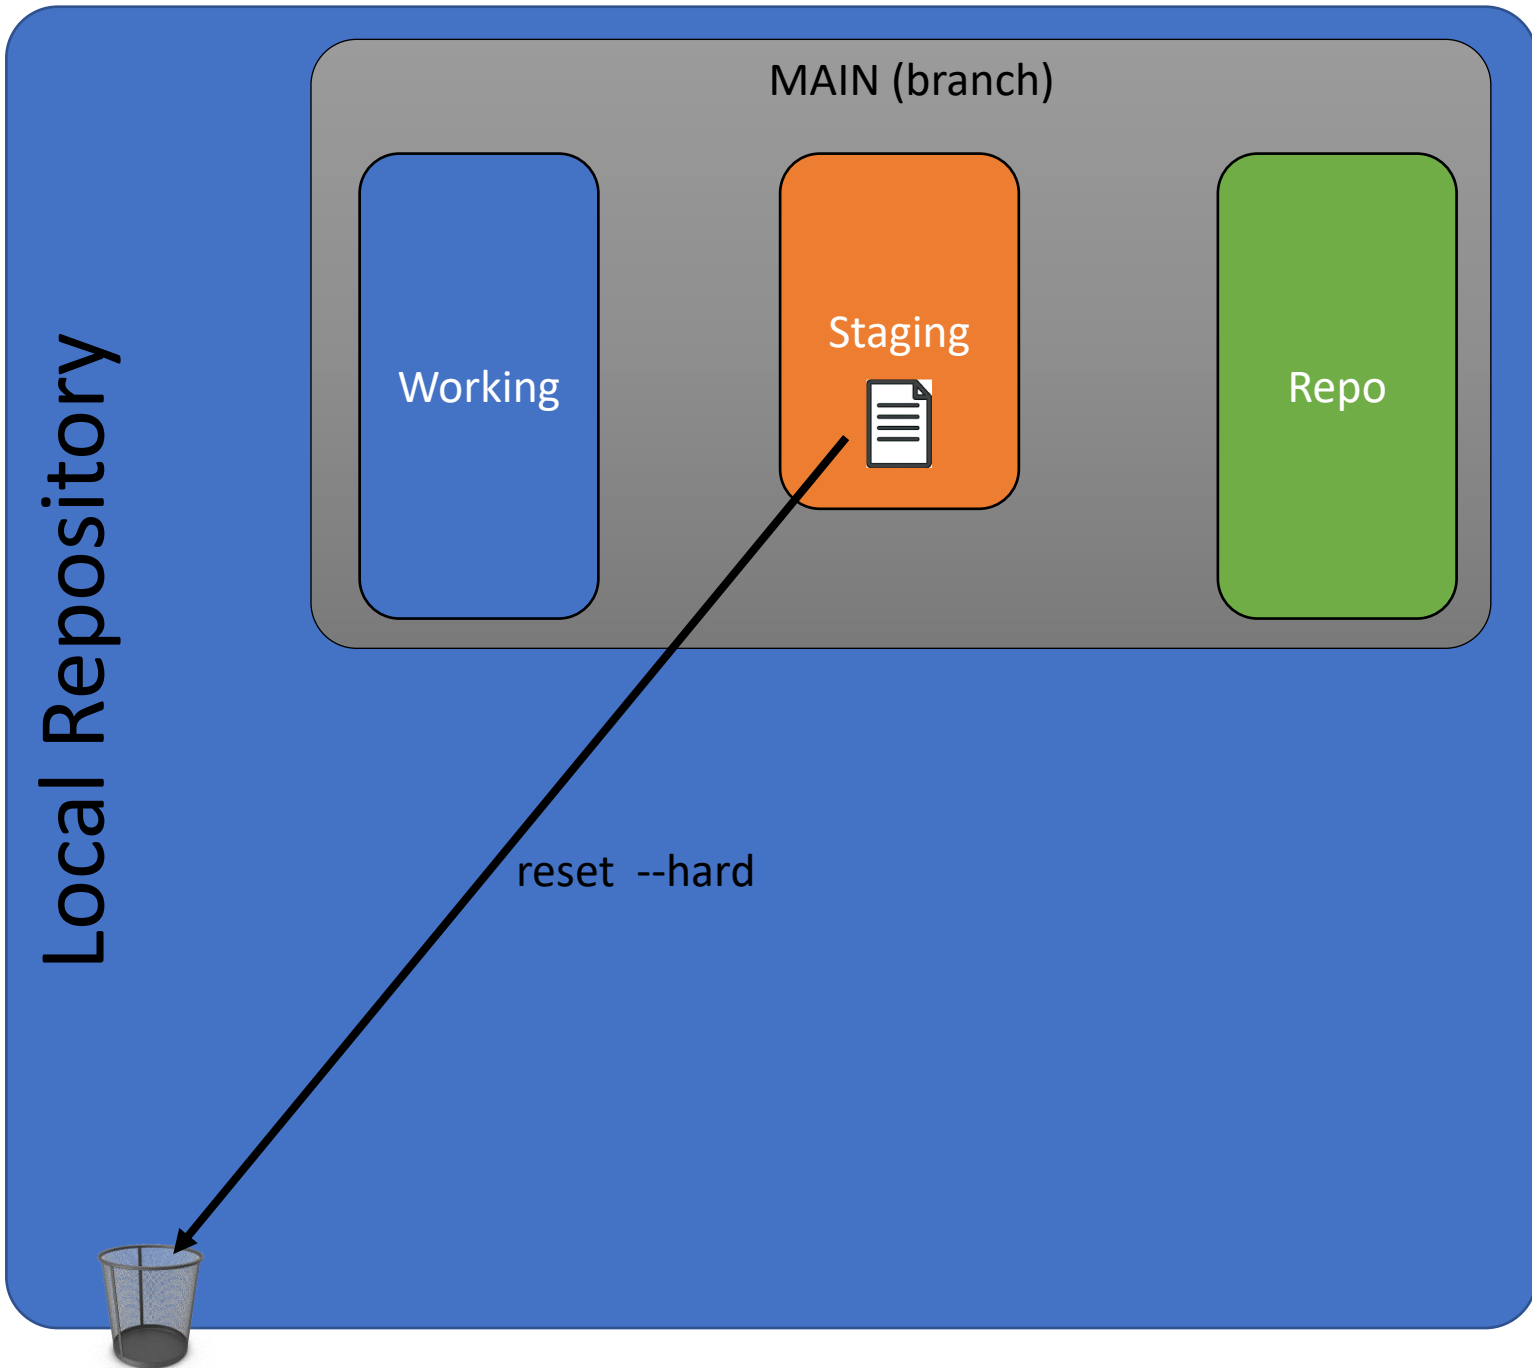 MAIN (branch)
Working
Staging
Repo
Local Repository
reset  --hard